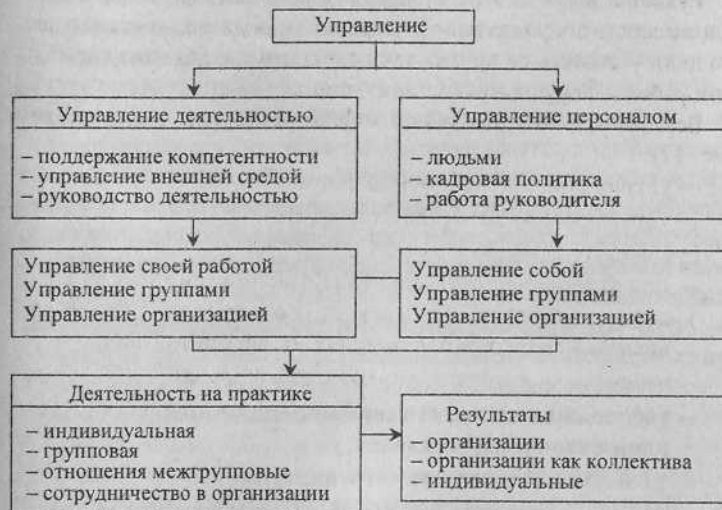 Управление
Управление деятельностью
– поддержание компетентности
– управление внешней средой
– руководство деятельностью
Управление персоналом
– людьми
– кадровая политика
– работа руководителя
Управление своей работой
Управление группами
Управление организацией
Управление собой
Управление группами
Управление организацией
Деятельность на практике
– индивидуальная
– групповая
– отношения межгрупповые
– сотрудничество в организации
Результаты
– организации
– организации как коллектива
– индивидуальные